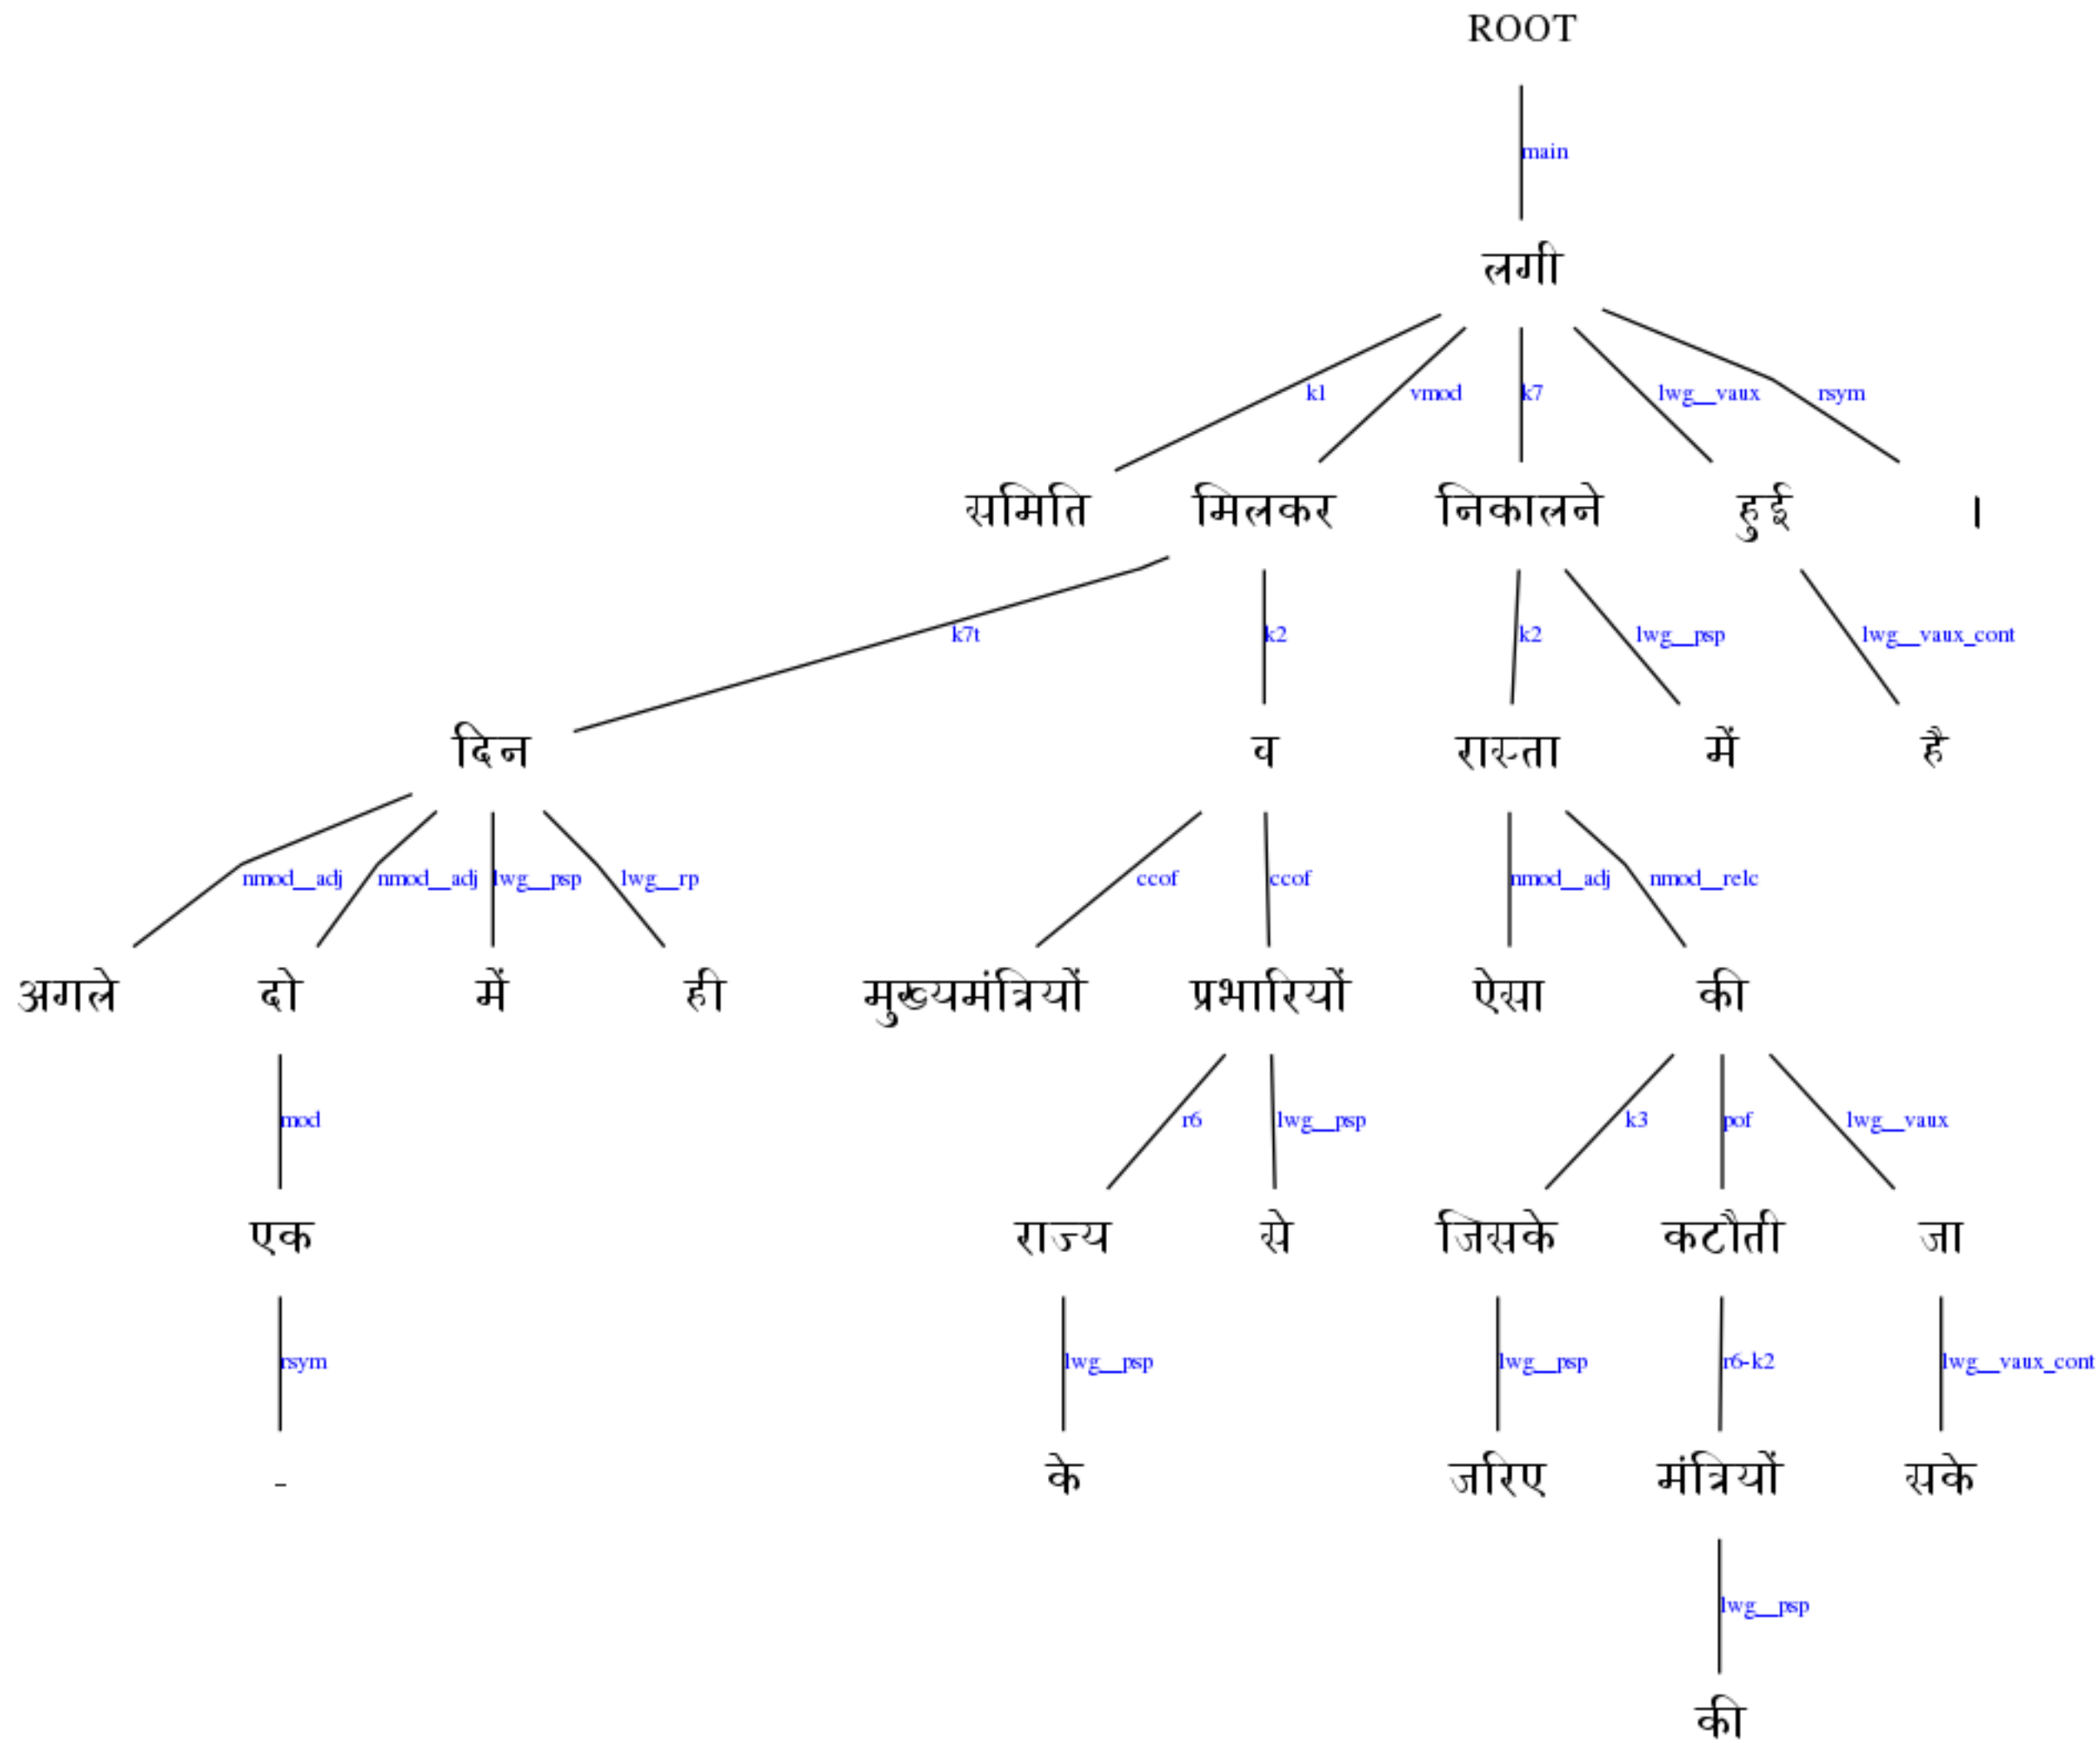 ROOT
main
लगी
k1 vmod k7 lwg__vaux rsym
समिति मिलकर निकालने हुई ।
k7t k2 k2 lwg__psp lwg__vaux_cont
दिन व रास्ता में है
nmod__adj nmod__adj lwg__psp lwg__rp ccof ccof nmod__adj nmod__relc
अगले दो में ही मुख्यमंत्रियों प्रभारियों ऐसा की
mod r6 lwg__psp k3 pof lwg__vaux
एक राज्य से जिसके कटौती जा
rsym lwg__psp lwg__psp r6-k2 lwg__vaux_cont
- के जरिए मंत्रियों सके
lwg__psp
की